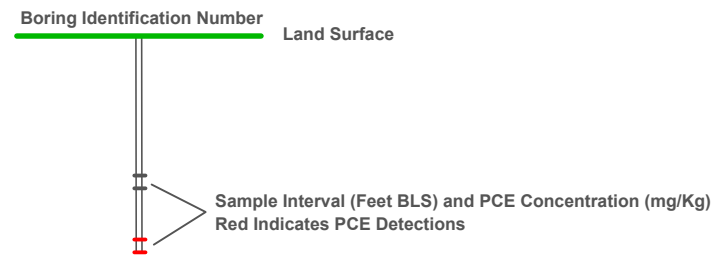 Boring Identification Number
Land Surface
Sample Interval (Feet BLS) and PCE Concentration (mg/Kg)
Red Indicates PCE Detections